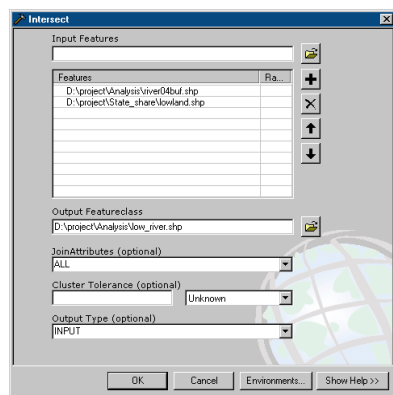 Intersect
Input Features
Features Ra...
D:\project\Analysis\river04buf.shp
D:\project\State_share\lowland.shp
Output Featureclass
D:\project\Analysis\low_river.shp
JoinAttributes (optional)
ALL
Cluster Tolerance (optional)
Unknown
Output Type (optional)
INPUT
OK Cancel Environments... Show Help >>